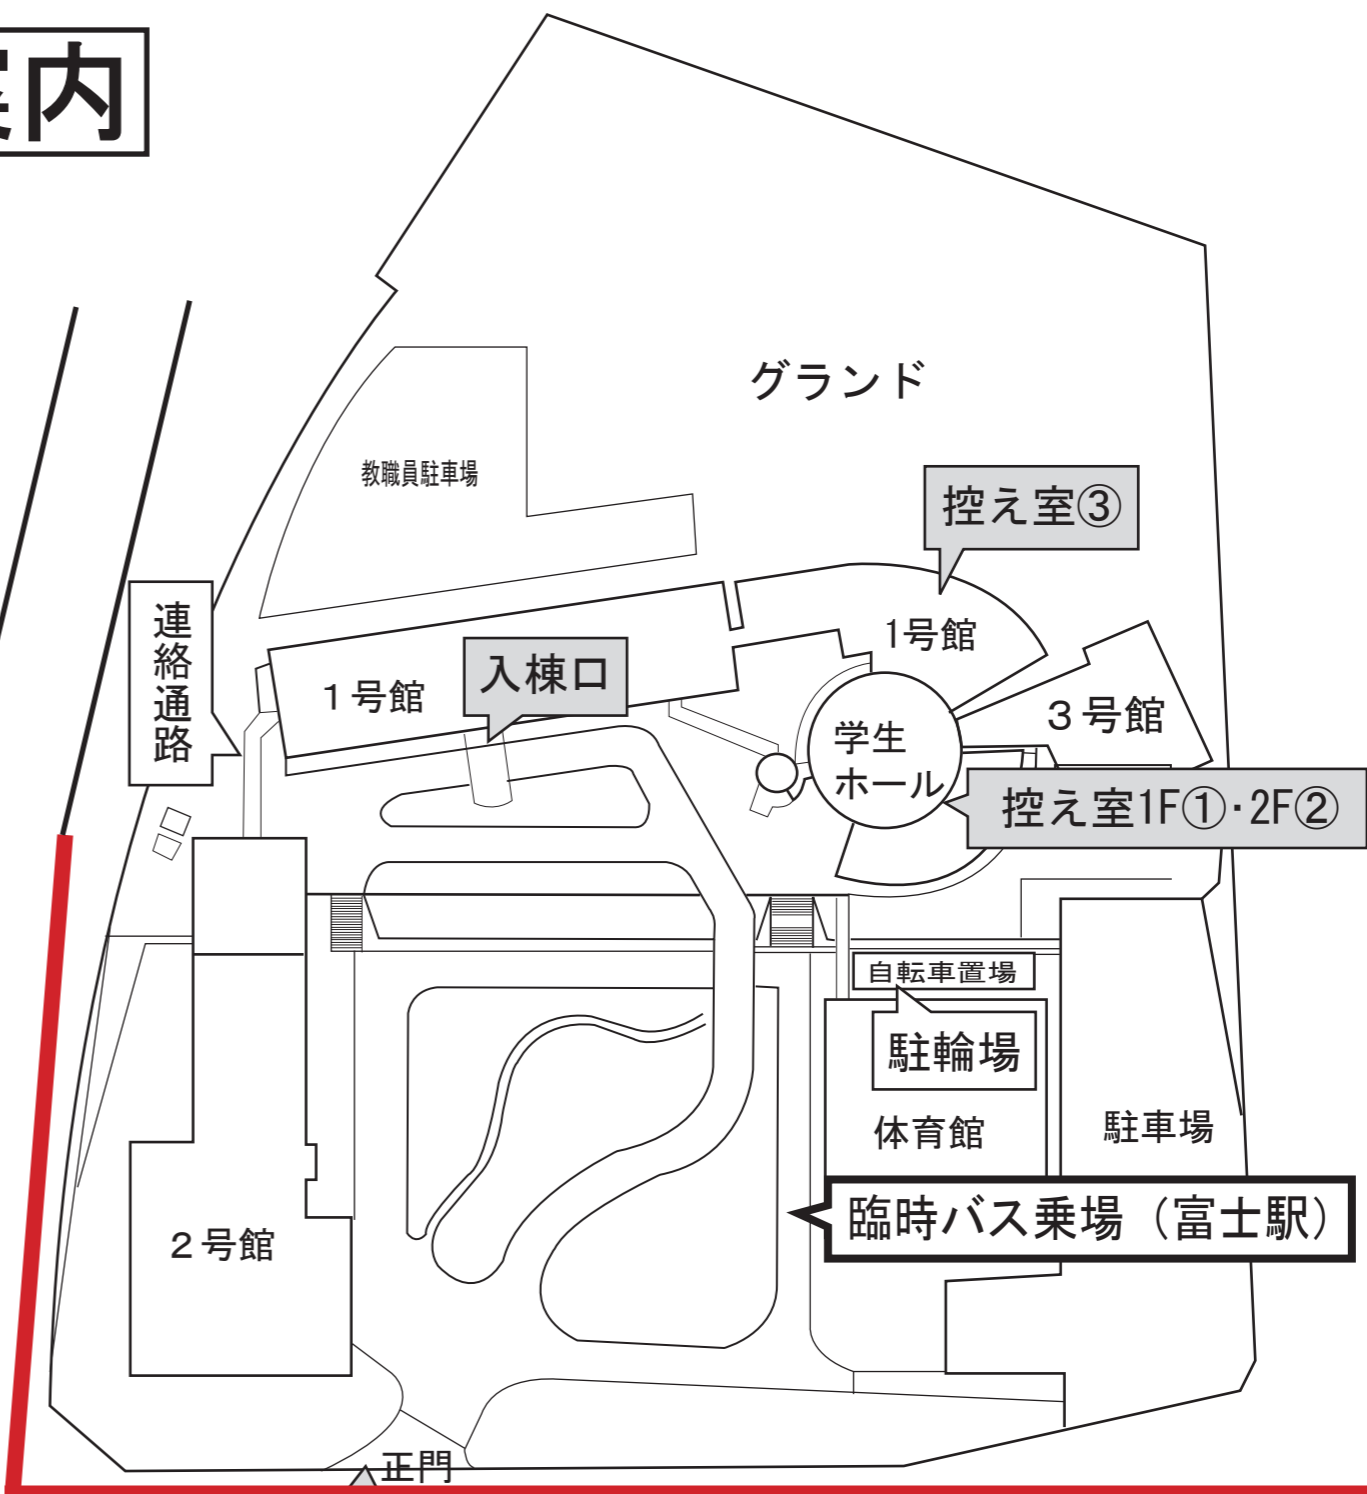 案内
グランド
教職員駐車場
控え室③
連絡通路
1号館
入棟口
１号館
３号館
学生
ホール
控え室1F①・2F②
自転車置場
駐輪場
体育館
駐車場
臨時バス乗場（富士駅）
２号館
正門